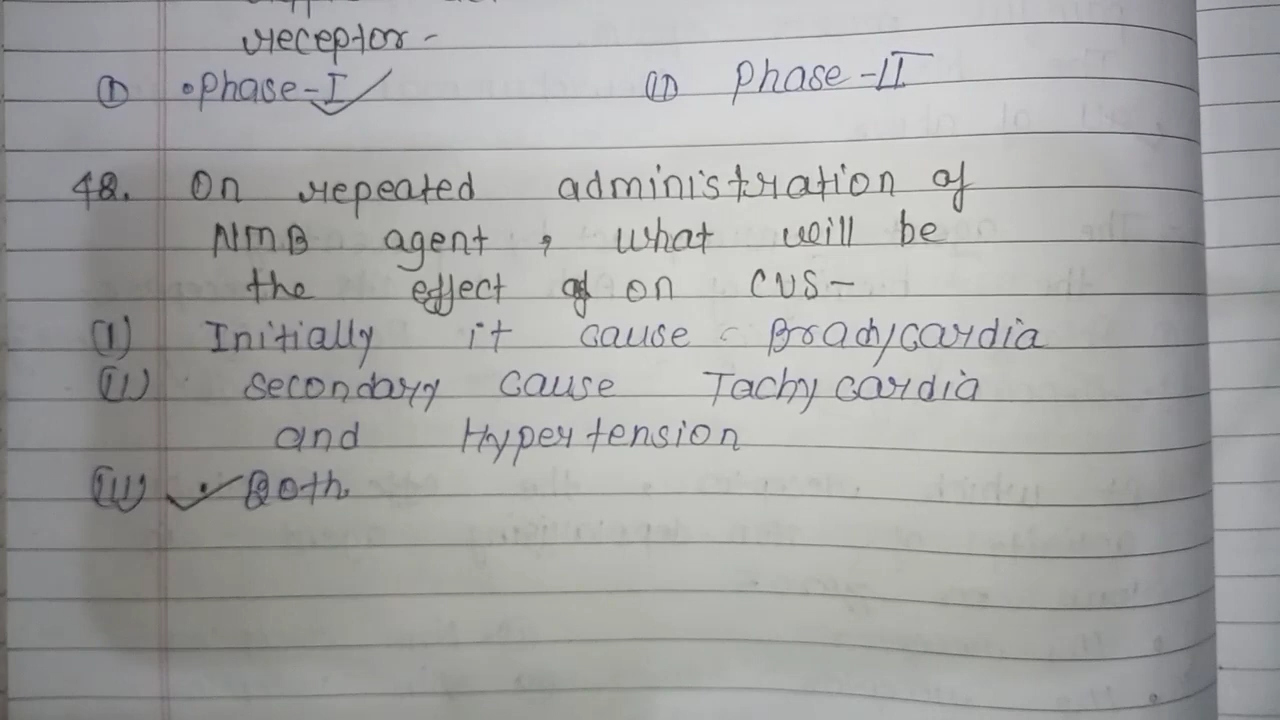 receptor -
(I) • Phase-I ✓ (II) Phase-II
48. On repeated administration of
NMB agent, what will be
the effect of on CVS-
(I) Initially it cause Bradycardia
(II) Secondary cause Tachycardia
and Hypertension
(III) ✓ Both